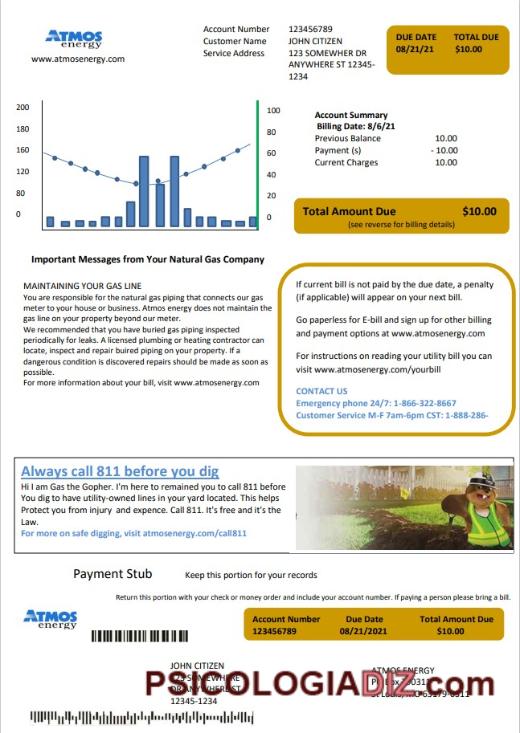 ATMOS
energy
www.atmosenergy.com
Account Number 123456789
Customer Name JOHN CITIZEN
Service Address 123 SOMEWHER DR
ANYWHERE ST 12345-
1234
DUE DATE TOTAL DUE
08/21/21 $10.00
200
160
140
120
80
0
100
80
60
40
20
0
Account Summary
Billing Date: 8/6/21
Previous Balance 10.00
Payment (s) - 10.00
Current Charges 10.00
Total Amount Due $10.00
(see reverse for billing details)
Important Messages from Your Natural Gas Company
MAINTAINING YOUR GAS LINE
You are responsible for the natural gas piping that connects our gas
meter to your house or business. Atmos energy does not maintain the
gas line on your property beyond our meter.
We recommended that you have buried gas piping inspected
periodically for leaks. A licensed plumbing or heating contractor can
locate, inspect and repair buired piping on your property. If a
dangerous condition is discovered repairs should be made as soon as
possible.
For more information about your bill, visit www.atmosenergy.com
If current bill is not paid by the due date, a penalty
(if applicable) will appear on your next bill.
Go paperless for E-bill and sign up for other billing
and payment options at www.atmosenergy.com
For instructions on reading your utility bill you can
visit www.atmosenergy.com/yourbill
CONTACT US
Emergency phone 24/7: 1-866-322-8667
Customer Service M-F 7am-6pm CST: 1-888-286-
Always call 811 before you dig
Hi I am Gas the Gopher. I'm here to remained you to call 811 before
You dig to have utility-owned lines in your yard located. This helps
Protect you from injury and expence. Call 811. It's free and it's the
Law.
For more on safe digging, visit atmosenergy.com/call811
Payment Stub Keep this portion for your records
Return this portion with your check or money order and include your account number. If paying a person please bring a bill.
ATMOS
energy
Account Number Due Date Total Amount Due
123456789 08/21/2021 $10.00
JOHN CITIZEN
123 SOMEWHERE
DR ANYWHERE ST
12345-1234
ATMOS ENERGY
PO Box
St Louis, MO 63179-0311
PSICOLOGIADIZ.com